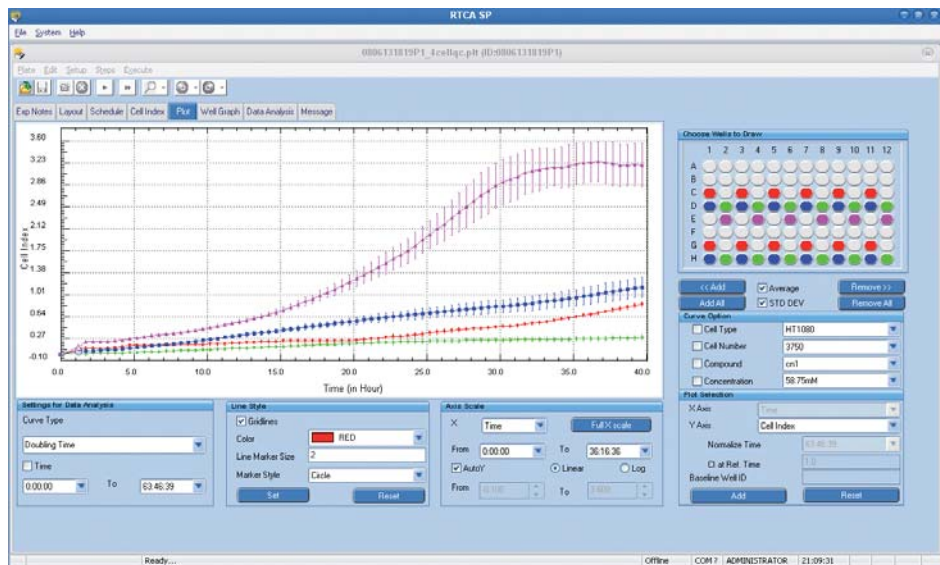 RTCA SP
File System Help
0806131819P1_4cellqc.plt (ID:0806131819P1)
Plate Edit Setup Steps Execute
Exp Notes Layout Schedule Cell Index Plot Well Graph Data Analysis Message
3.60
3.23
2.86
2.49
2.12
1.75
1.38
1.01
0.64
0.27
-0.10
Cell Index
0.0 5.0 10.0 15.0 20.0 25.0 30.0 35.0 40.0
Time (in Hour)
Choose Wells to Draw
1 2 3 4 5 6 7 8 9 10 11 12
A
B
C
D
E
F
G
H
<< Add Average Remove >>
Add All STD DEV Remove All
Curve Option
Cell Type HT1080
Cell Number 3750
Compound cn1
Concentration 58.75mM
Plot Selection
X Axis Time
Y Axis Cell Index
Normalize Time 63:46:39
CI at Ref. Time 1.0
Baseline Well ID
Add Reset
Settings for Data Analysis
Curve Type
Doubling Time
Time
0:00:00 To 63:46:39
Line Style
Gridlines
Color RED
Line Marker Size 2
Marker Style Circle
Set Reset
Axis Scale
X Time Full X scale
From 0:00:00 To 36:16:36
AutoY Linear Log
From To
Ready... Offline COM 7 ADMINISTRATOR 21:09:31